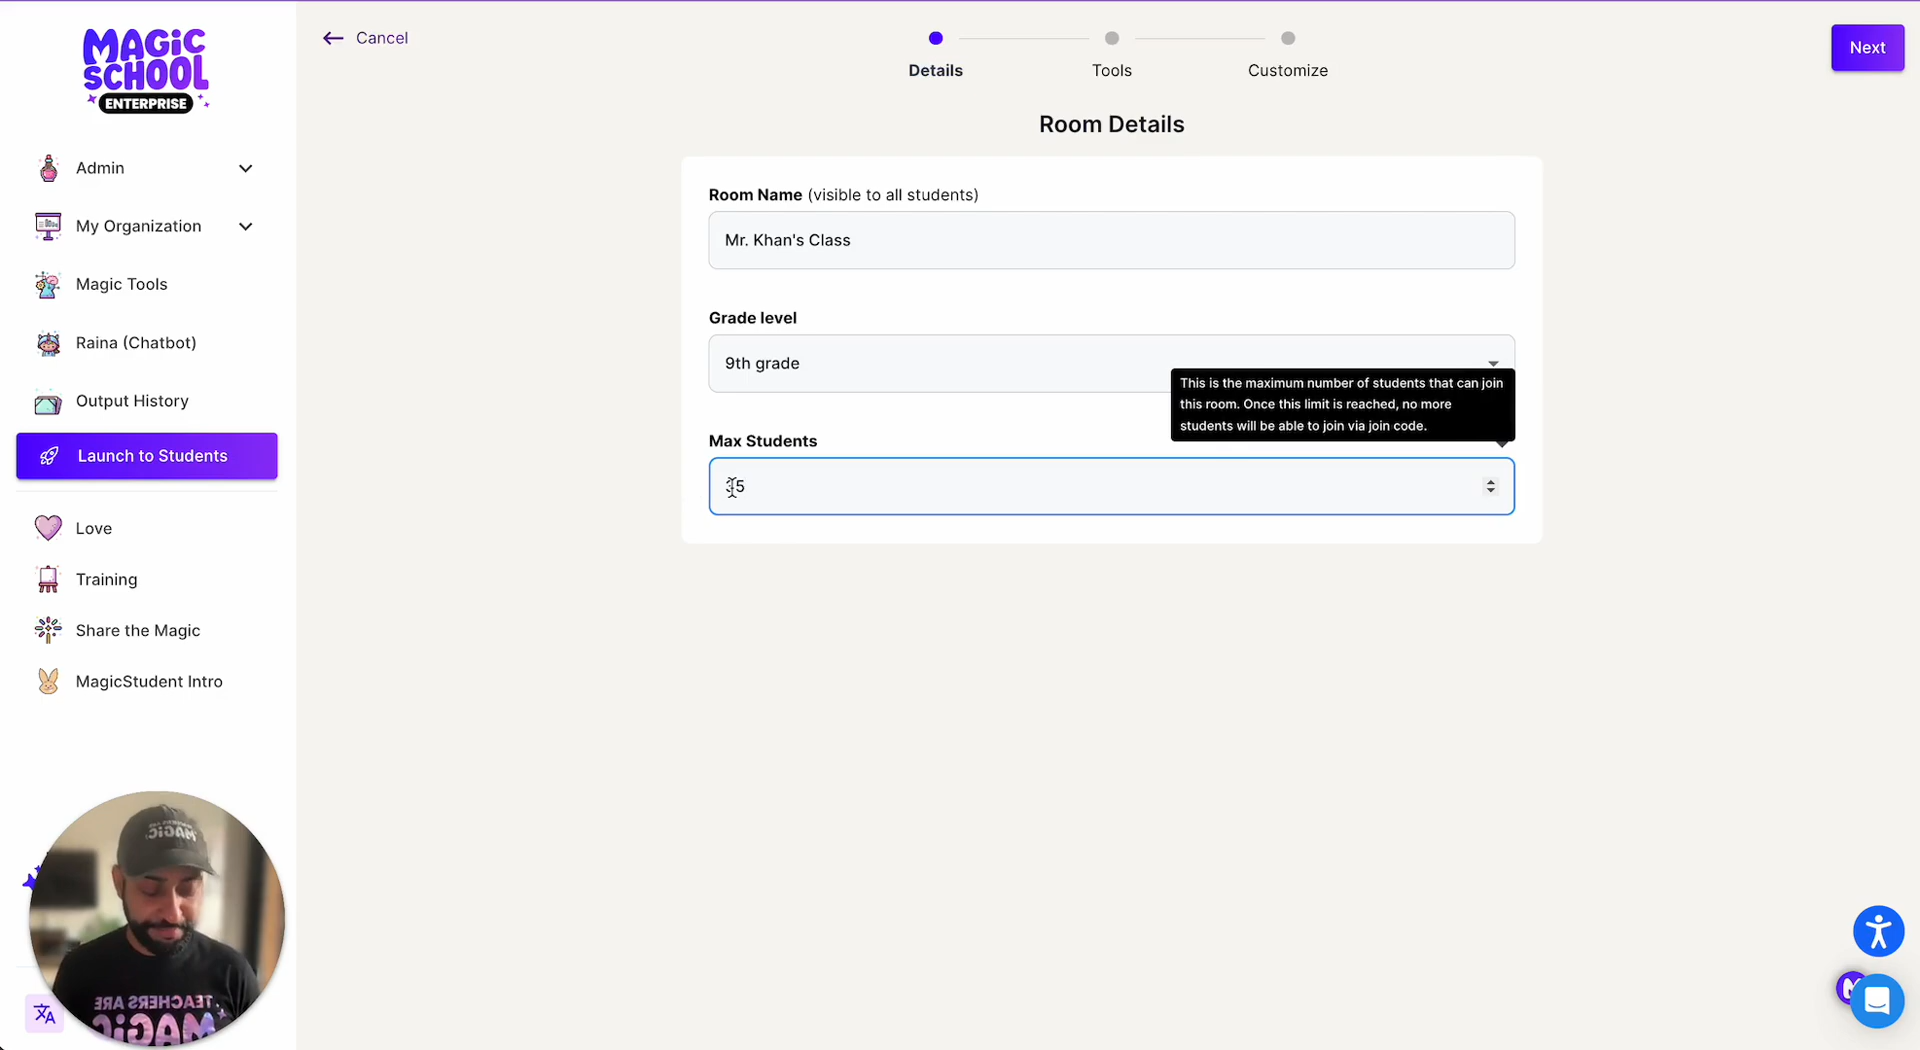 MAGIC
SCHOOL
ENTERPRISE
Admin
My Organization
Magic Tools
Raina (Chatbot)
Output History
Launch to Students
Love
Training
Share the Magic
MagicStudent Intro
Cancel
Details
Tools
Customize
Next
Room Details
Room Name (visible to all students)
Mr. Khan's Class
Grade level
9th grade
This is the maximum number of students that can join
this room. Once this limit is reached, no more
students will be able to join via join code.
Max Students
MAGIC
TEACHERS ARE
MAGIC